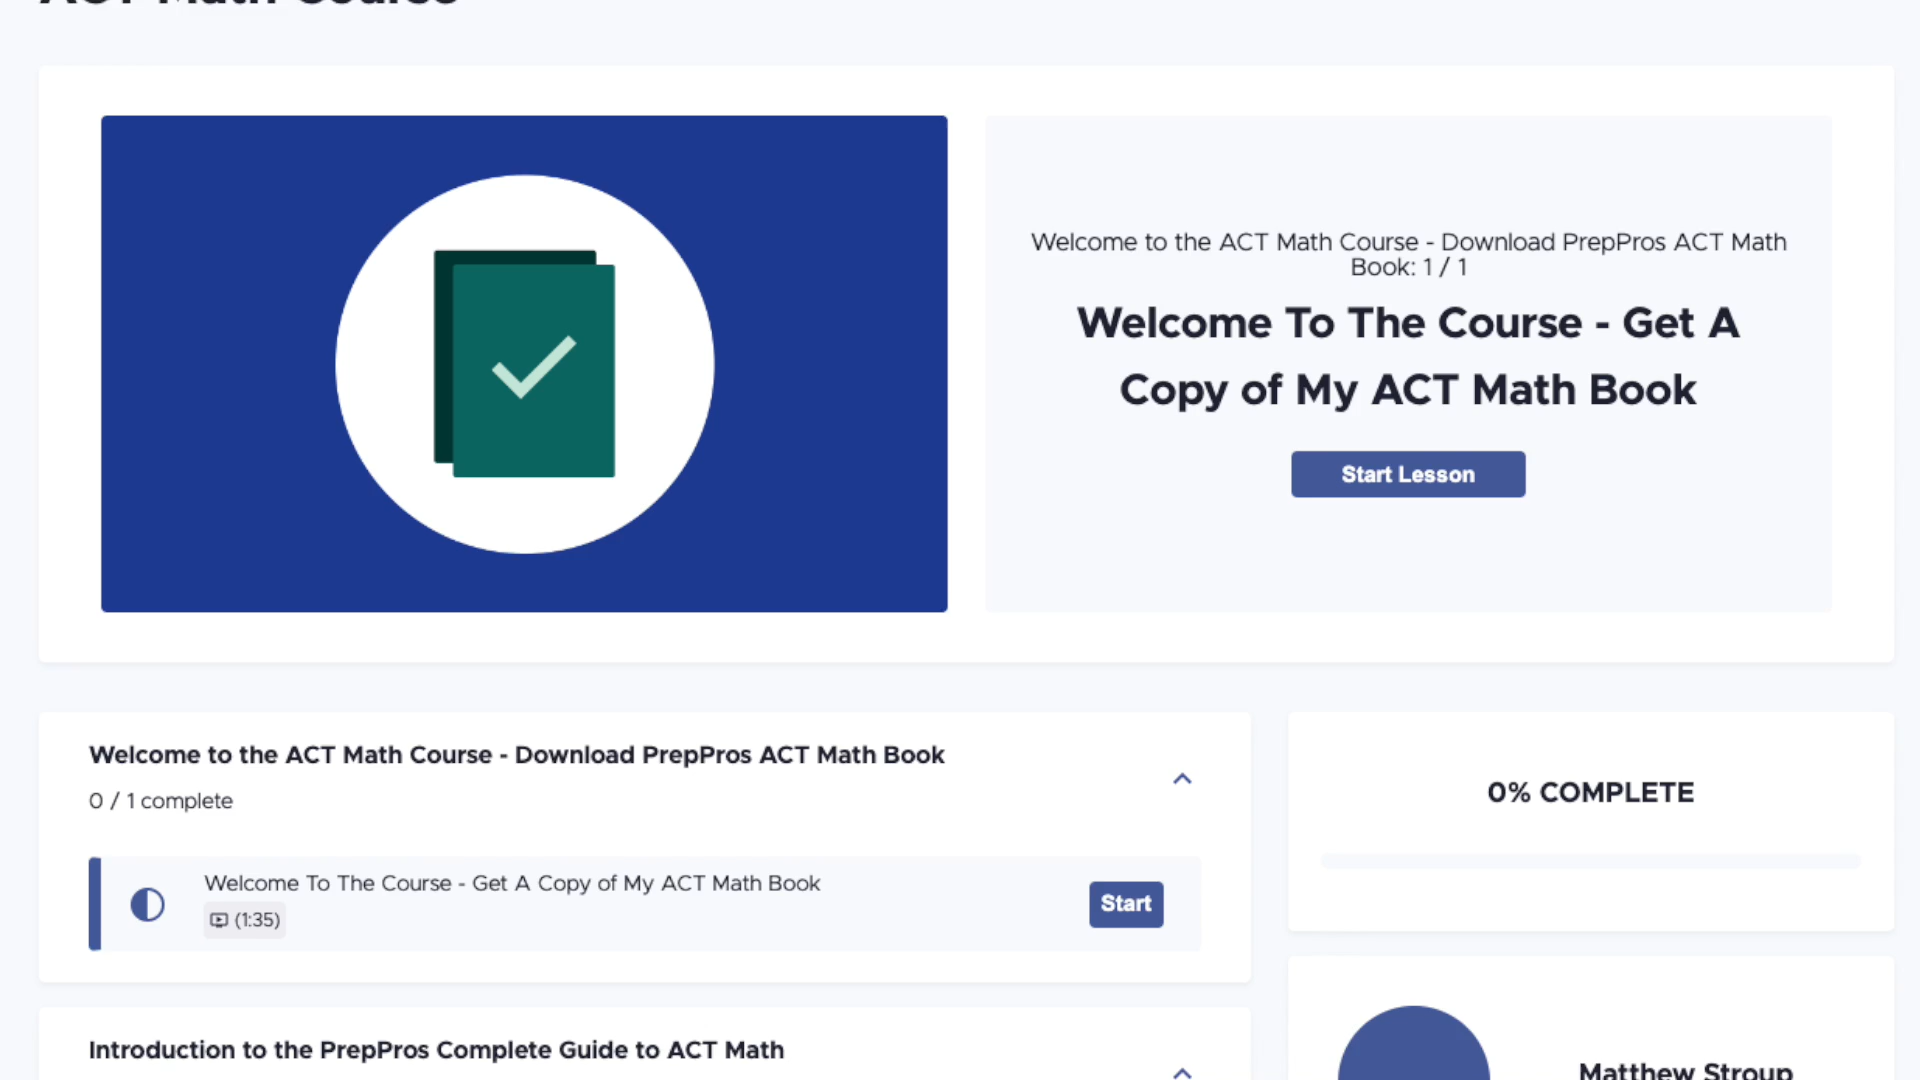 ACT Math Course
Welcome to the ACT Math Course - Download PrepPros ACT Math
Book: 1 / 1
Welcome To The Course - Get A
Copy of My ACT Math Book
Start Lesson
Welcome to the ACT Math Course - Download PrepPros ACT Math Book
0 / 1 complete
Welcome To The Course - Get A Copy of My ACT Math Book
(1:35)
Start
0% COMPLETE
Introduction to the PrepPros Complete Guide to ACT Math
Matthew Stroup